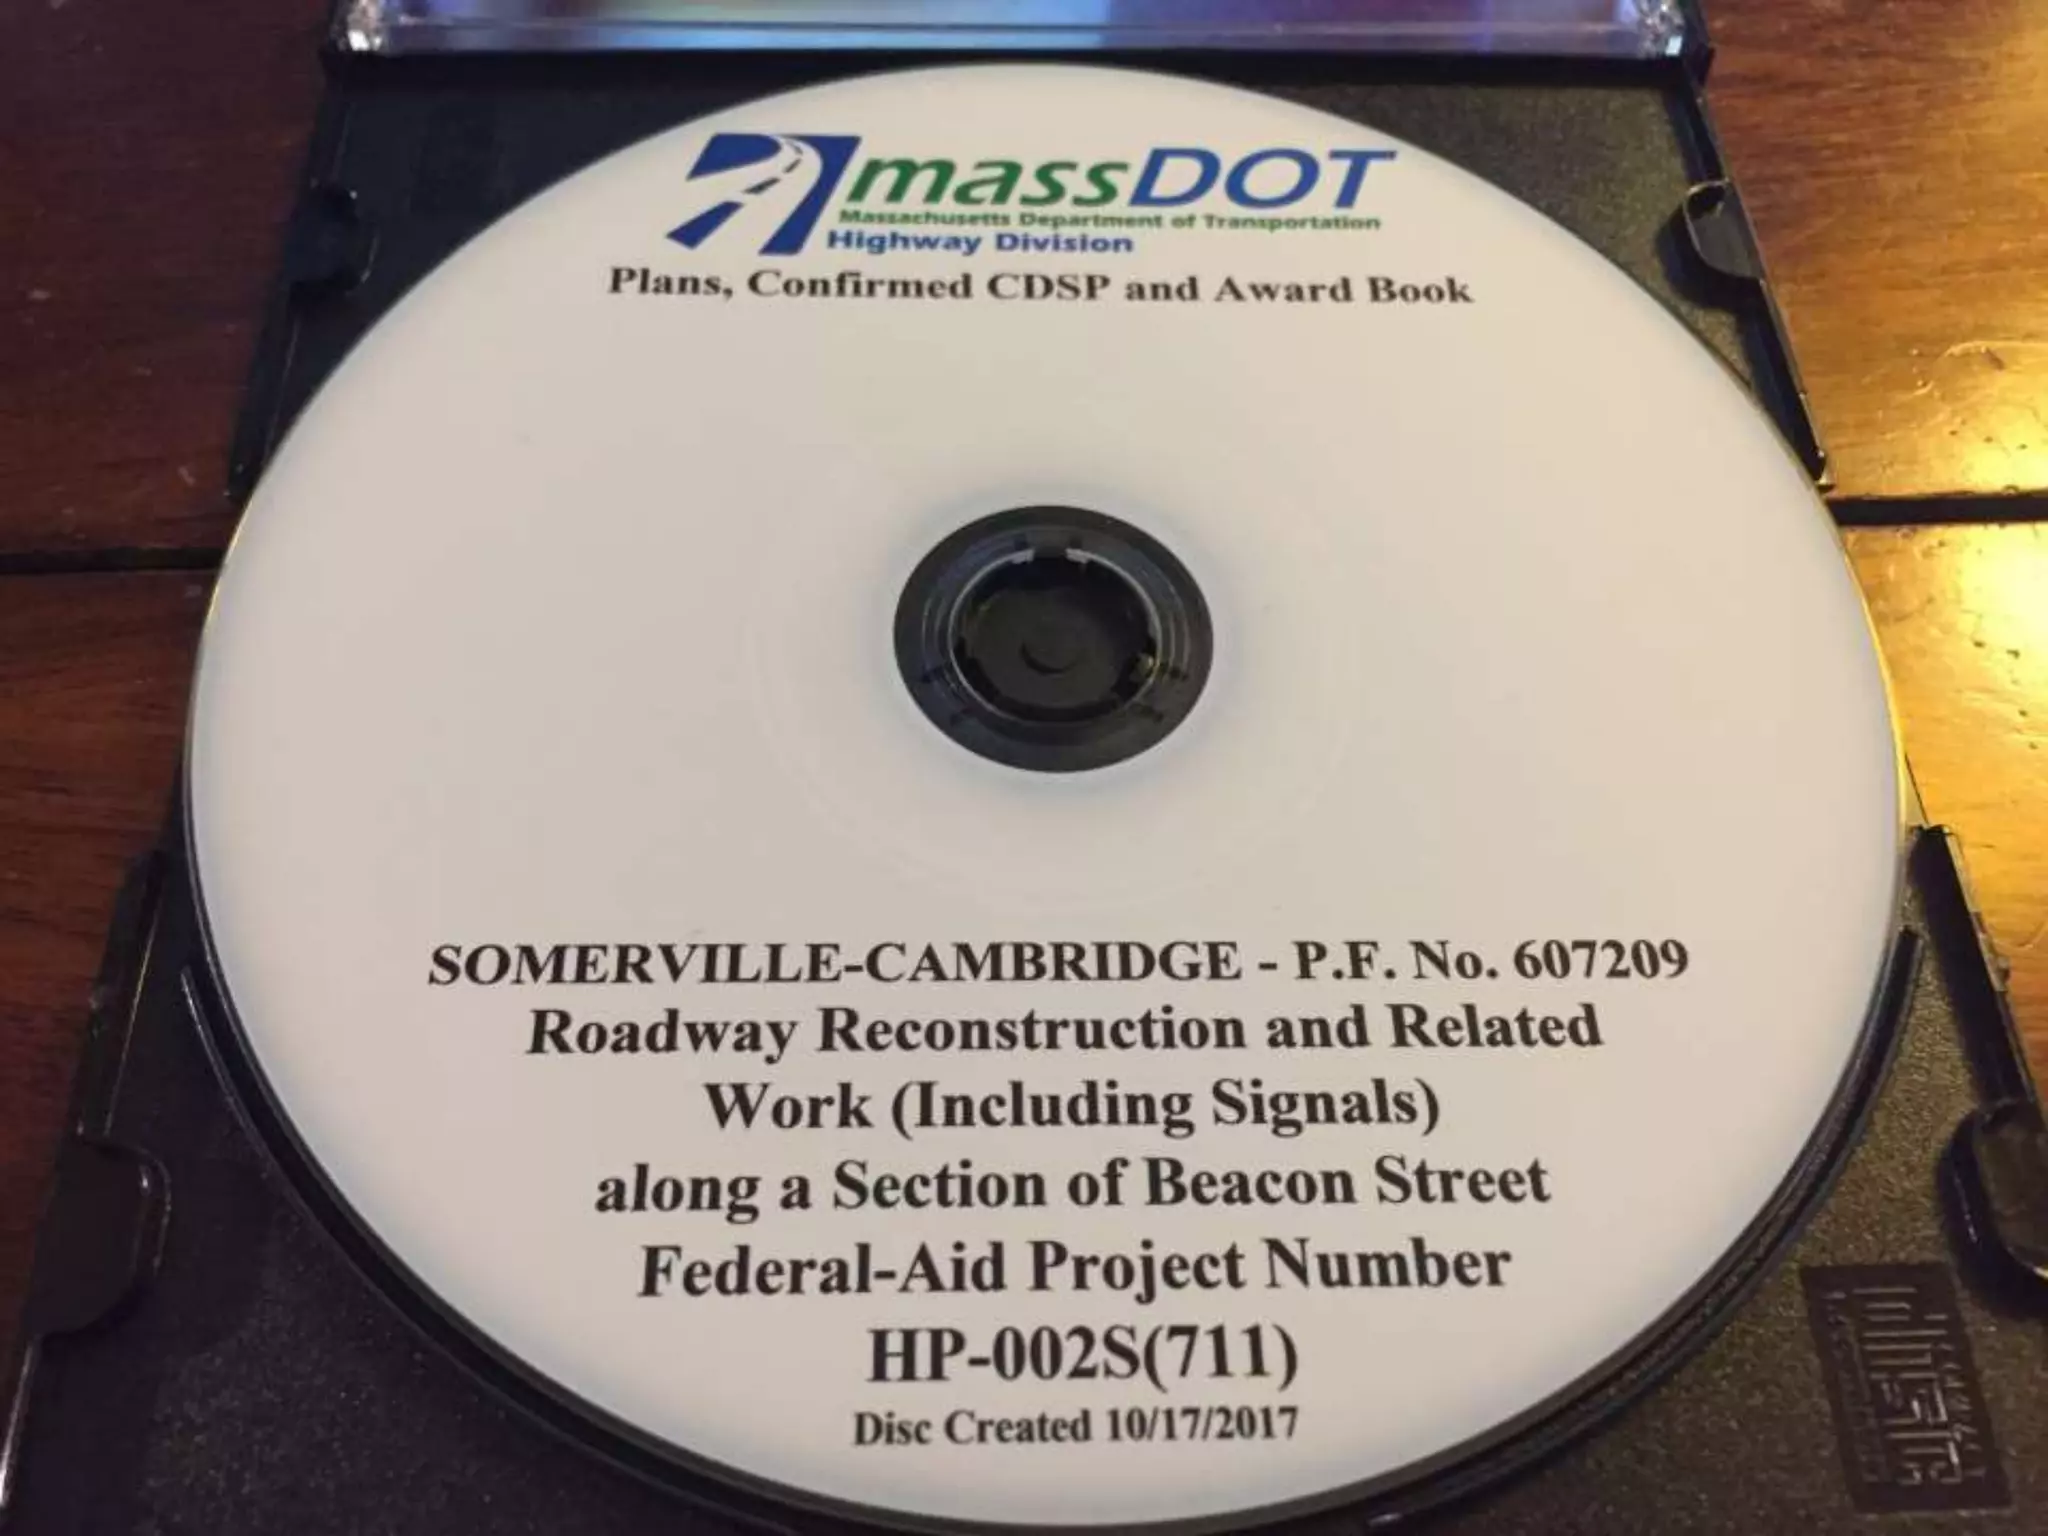 massDOT
Massachusetts Department of Transportation
Highway Division
Plans, Confirmed CDSP and Award Book
SOMERVILLE-CAMBRIDGE - P.F. No. 607209
Roadway Reconstruction and Related
Work (Including Signals)
along a Section of Beacon Street
Federal-Aid Project Number
HP-002S(711)
Disc Created 10/17/2017